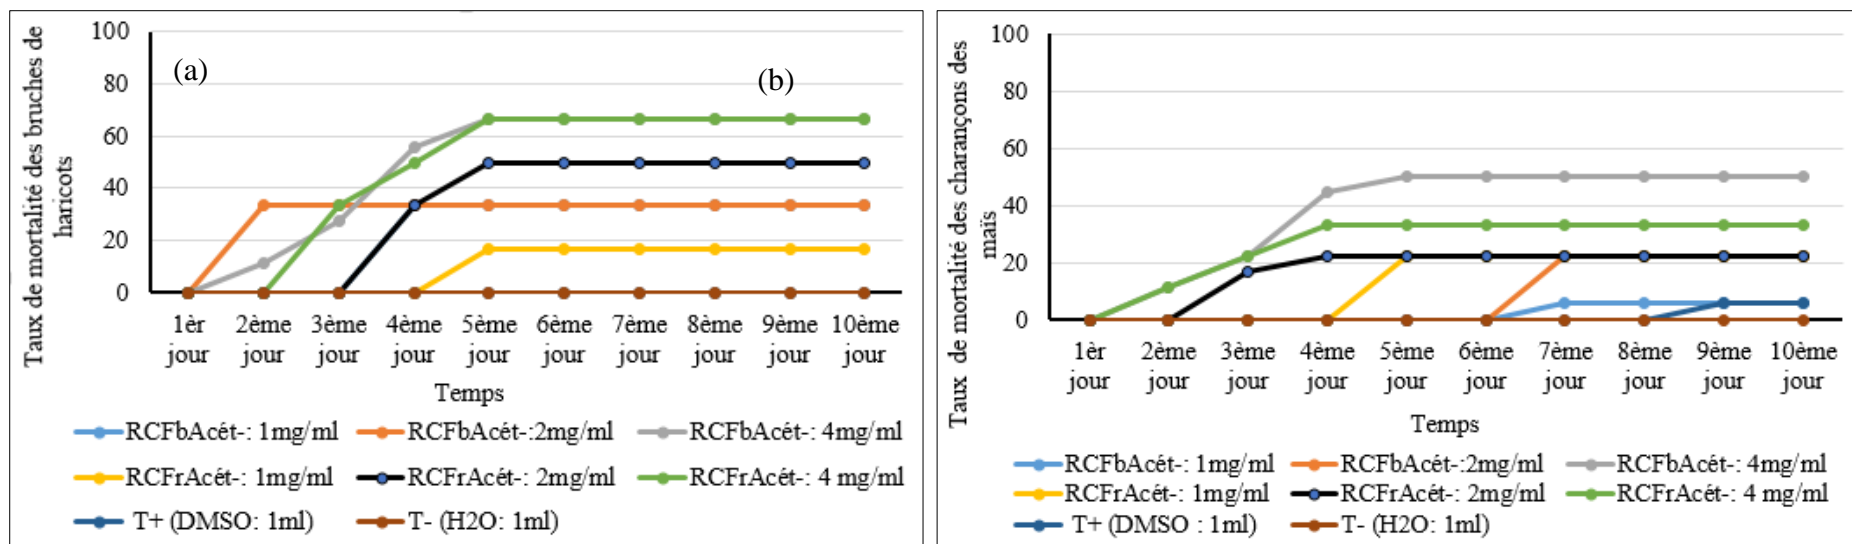 Taux de mortalité des bruches de
haricots
100
80
60
40
20
0
(a)
(b)
1èr jour
2ème jour
3ème jour
4ème jour
5ème jour
6ème jour
7ème jour
8ème jour
9ème jour
10ème jour
Temps
RCFbAcét-: 1mg/ml
RCFbAcét-:2mg/ml
RCFbAcét-: 4mg/ml
RCFrAcét-: 1mg/ml
RCFrAcét-: 2mg/ml
RCFrAcét-: 4 mg/ml
T+ (DMSO: 1ml)
T- (H2O: 1ml)
Taux de mortalité des charançons des
maïs
100
80
60
40
20
0
1èr jour
2ème jour
3ème jour
4ème jour
5ème jour
6ème jour
7ème jour
8ème jour
9ème jour
10ème jour
Temps
RCFbAcét-: 1mg/ml
RCFbAcét-:2mg/ml
RCFbAcét-: 4mg/ml
RCFrAcét-: 1mg/ml
RCFrAcét-: 2mg/ml
RCFrAcét-: 4 mg/ml
T+ (DMSO : 1ml)
T- (H2O: 1ml)